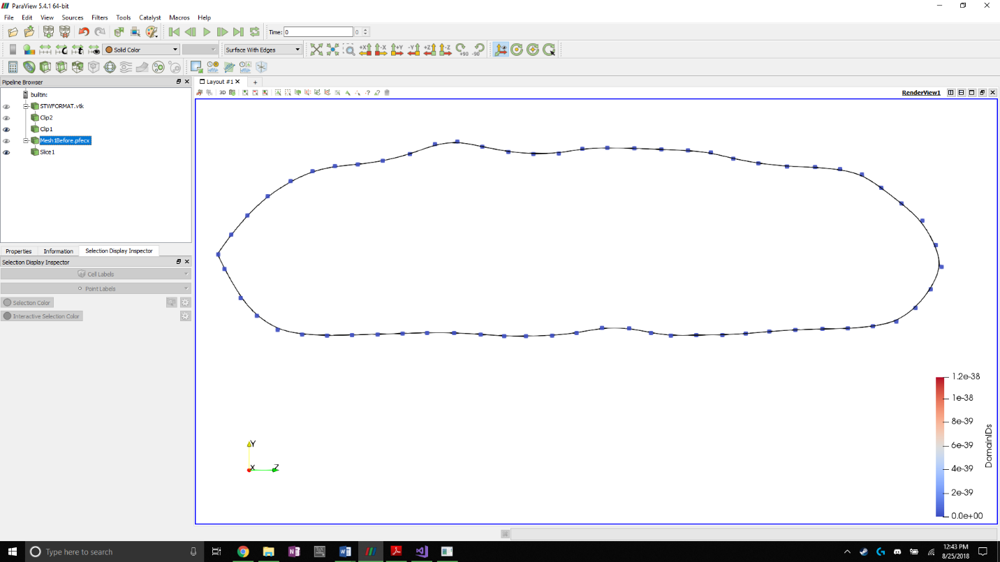 ParaView 5.4.1 64-bit
File Edit View Sources Filters Tools Catalyst Macros Help
Time: 0 0
Solid Color Surface With Edges +X -X +Y -Y +Z -Z +90 -90
Pipeline Browser
Layout #1
builtin:
3D RenderView1
STWFORMAT.vtk
Clip2
Clip1
Mesh1Before.pfecx
Slice1
Properties Information Selection Display Inspector
Selection Display Inspector
Cell Labels
Point Labels
Selection Color
Interactive Selection Color
1.2e-38
1e-38
8e-39
6e-39
4e-39
2e-39
0.0e+00
DomainIDs
Y
X Z
Type here to search
12:43 PM
8/25/2018